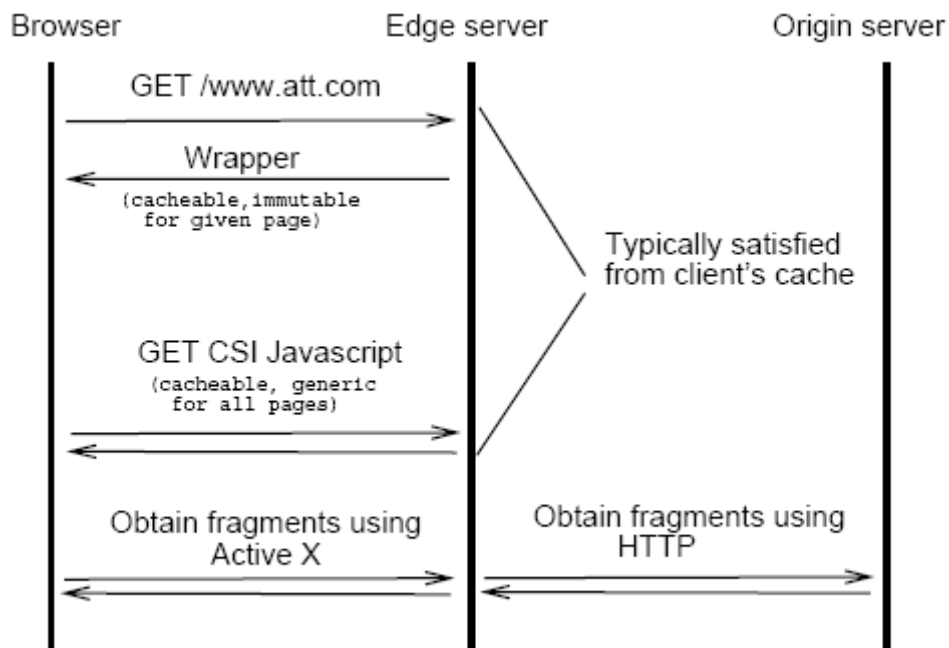 Browser
Edge server
Origin server
GET /www.att.com
Wrapper
(cacheable,immutable
for given page)
Typically satisfied
from client's cache
GET CSI Javascript
(cacheable, generic
for all pages)
Obtain fragments using
Active X
Obtain fragments using
HTTP